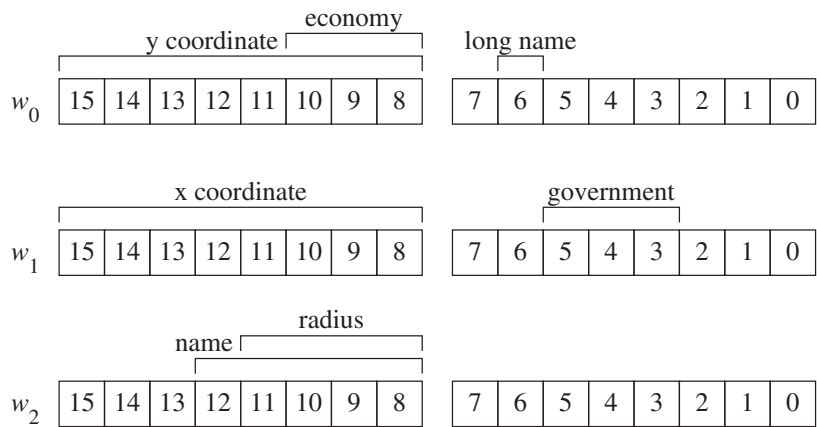 economy
y coordinate long name
w0 15 14 13 12 11 10 9 8 7 6 5 4 3 2 1 0
x coordinate government
w1 15 14 13 12 11 10 9 8 7 6 5 4 3 2 1 0
radius
name
w2 15 14 13 12 11 10 9 8 7 6 5 4 3 2 1 0